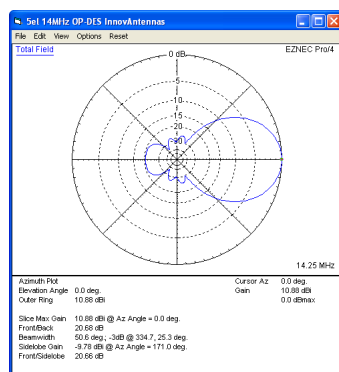 5el 14MHz OP-DES InnovAntennas
File Edit View Options Reset
Total Field
EZNEC Pro/4
0 dB
-5
-10
-15
-20
-30
14.25 MHz
Azimuth Plot
Elevation Angle 0.0 deg.
Outer Ring 10.88 dBi
Cursor Az 0.0 deg.
Gain 10.88 dBi
0.0 dBmax
Slice Max Gain 10.88 dBi @ Az Angle = 0.0 deg.
Front/Back 20.68 dB
Beamwidth 50.6 deg.; -3dB @ 334.7, 25.3 deg.
Sidelobe Gain -9.78 dBi @ Az Angle = 171.0 deg.
Front/Sidelobe 20.66 dB